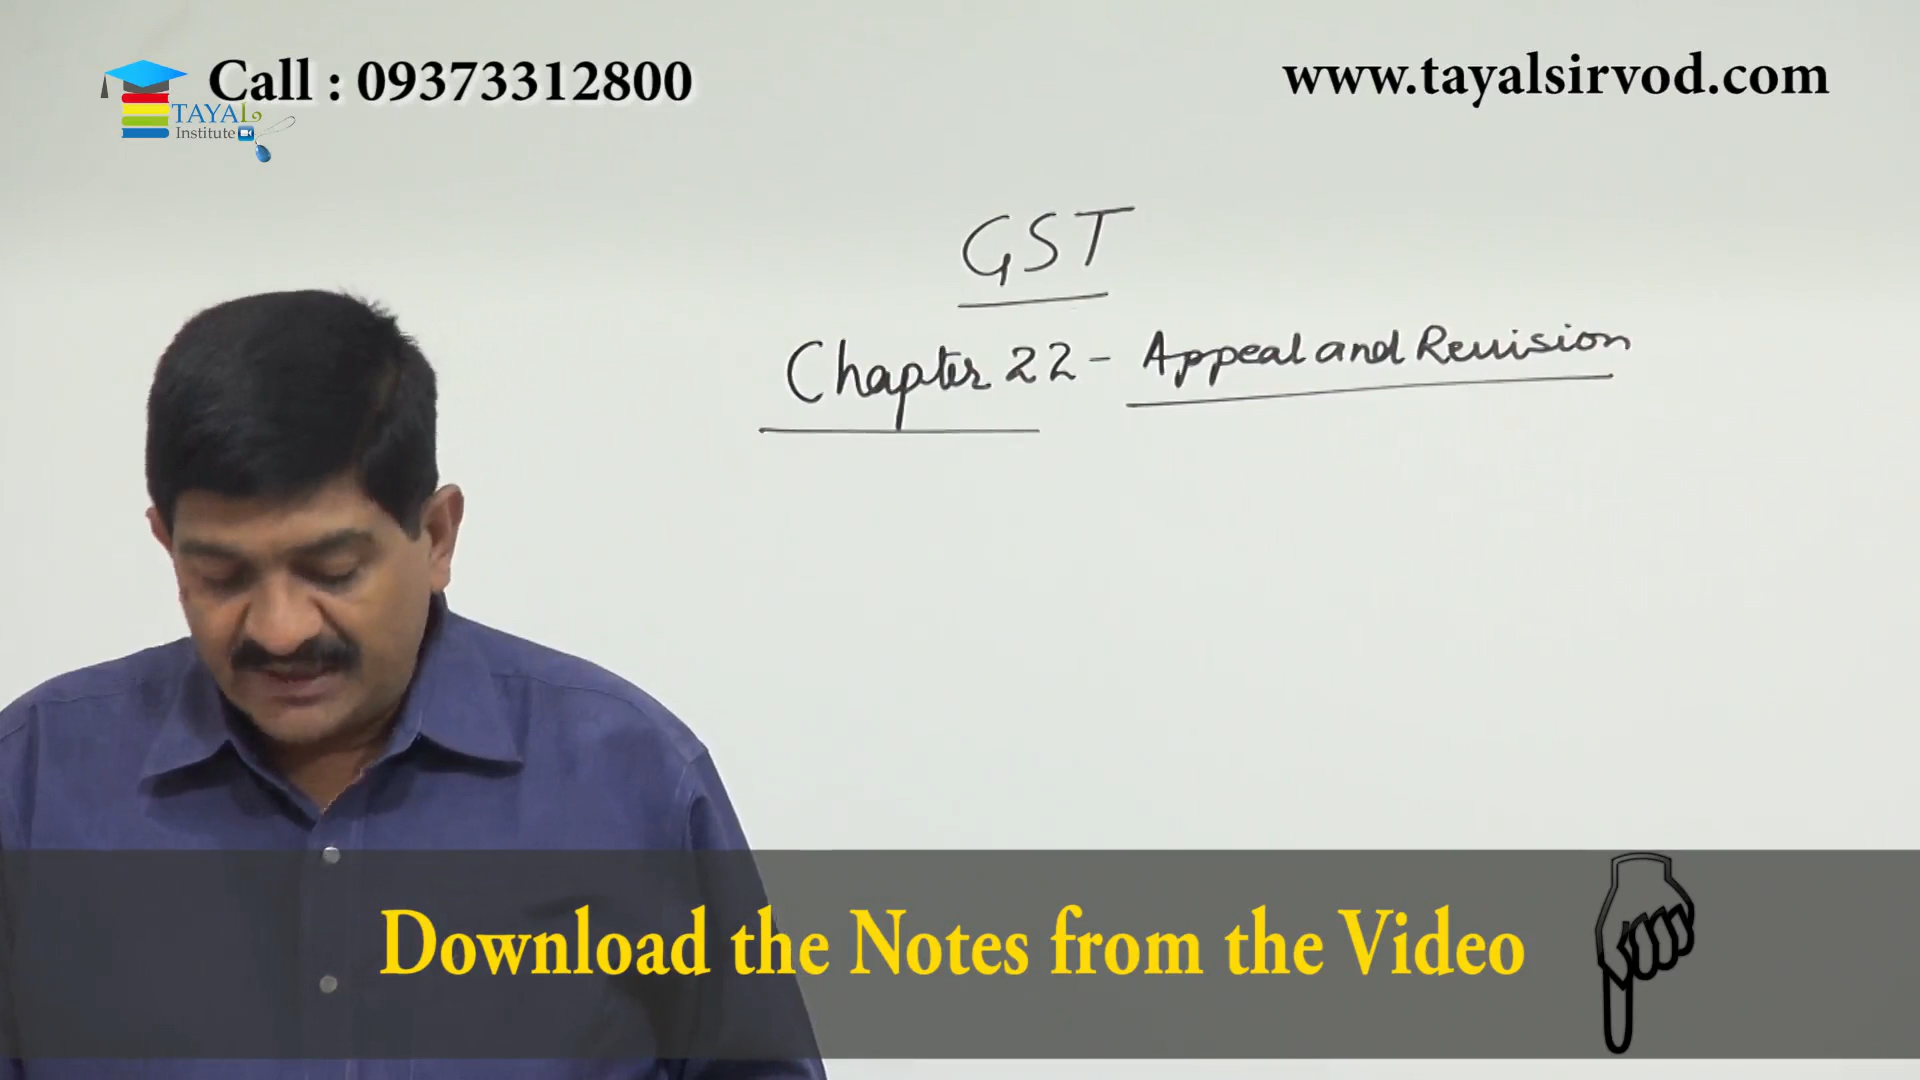 Call : 09373312800
www.tayalsirvod.com
TAYAL
Institute
GST
Chapter 22 - Appeal and Revision
Download the Notes from the Video